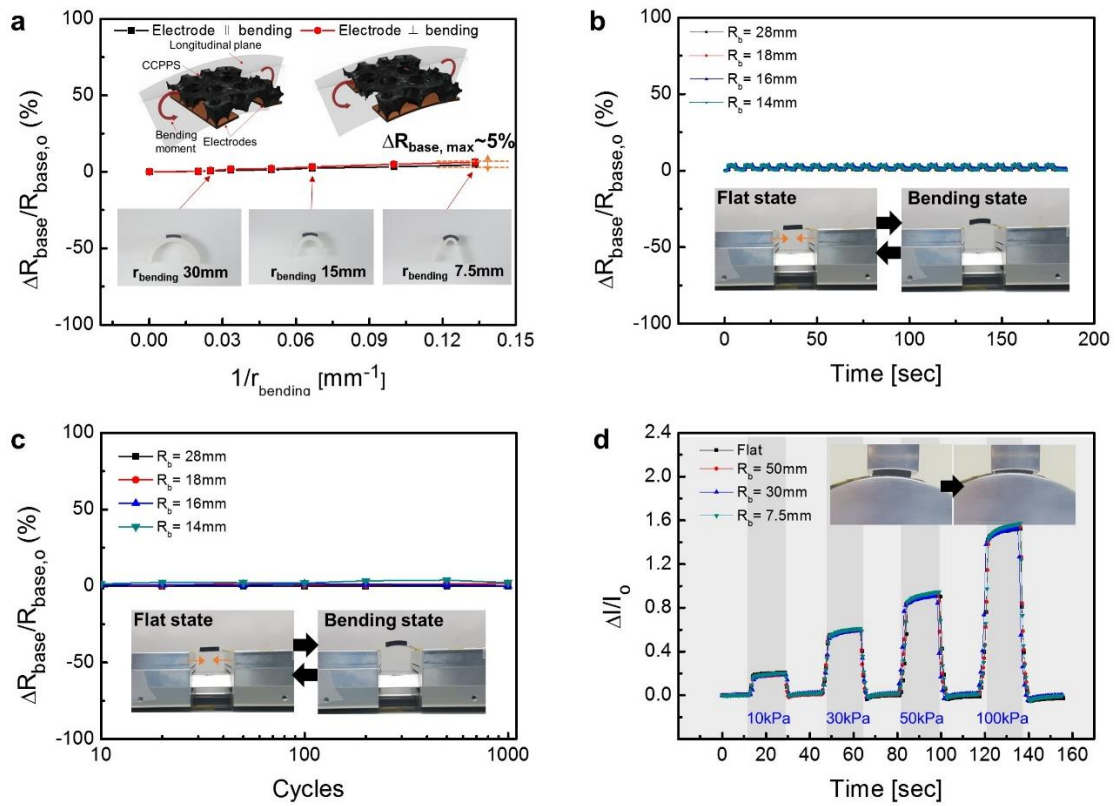 a
Electrode || bending Electrode ⊥ bending
Longitudinal plane
CCPPS
Bending
moment
Electrodes
ΔR_base, max~5%
r_bending 30mm
r_bending 15mm
r_bending 7.5mm
ΔR_base/R_base,o (%)
100
50
0
-50
-100
0.00 0.03 0.06 0.09 0.12 0.15
1/r_bending [mm⁻¹]
b
R_b= 28mm
R_b= 18mm
R_b= 16mm
R_b= 14mm
Flat state
Bending state
ΔR_base/R_base,o (%)
100
50
0
-50
-100
0 50 100 150 200
Time [sec]
c
R_b= 28mm
R_b= 18mm
R_b= 16mm
R_b= 14mm
Flat state
Bending state
ΔR_base/R_base,o (%)
100
50
0
-50
-100
10 100 1000
Cycles
d
Flat
R_b= 50mm
R_b= 30mm
R_b= 7.5mm
ΔI/I_o
2.4
2.0
1.6
1.2
0.8
0.4
0.0
10kPa 30kPa 50kPa 100kPa
0 20 40 60 80 100 120 140 160
Time [sec]